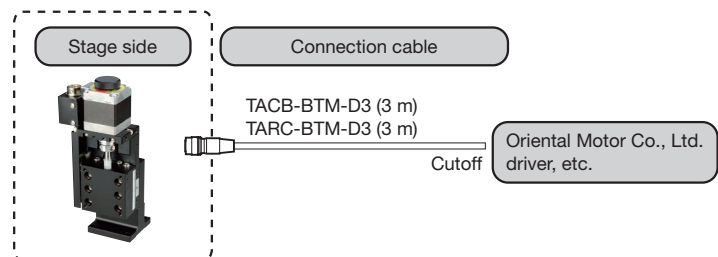 Stage side
Connection cable
TACB-BTM-D3 (3 m)
TARC-BTM-D3 (3 m)
Cutoff
Oriental Motor Co., Ltd.
driver, etc.